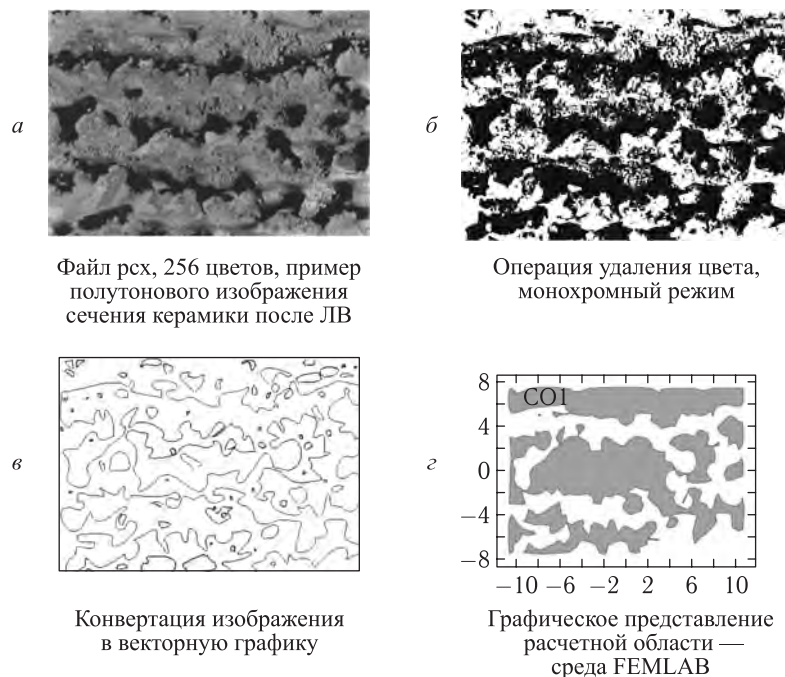 а
б
Файл pcx, 256 цветов, пример
полутонового изображения
сечения керамики после ЛВ
Операция удаления цвета,
монохромный режим
в
г
8
4
0
−4
−8
CO1
−10 −6 −2 2 6 10
Конвертация изображения
в векторную графику
Графическое представление
расчетной области —
среда FEMLAB